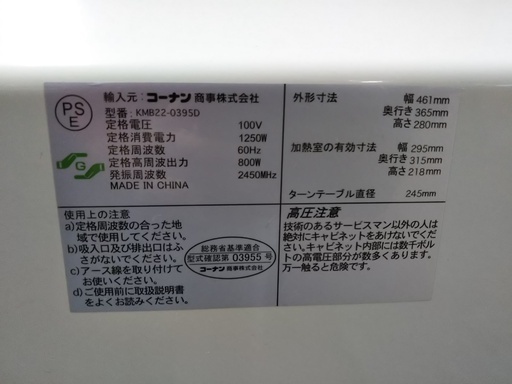 PS
E
輸入元: コーナン 商事株式会社
型番: KMB22-0395D
定格電圧 100V
定格消費電力 1250W
定格周波数 60Hz
定格高周波出力 800W
発振周波数 2450MHz
MADE IN CHINA
S
G
外形寸法 幅 461mm
奥行き 365mm
高さ 280mm
加熱室の有効寸法 幅 295mm
奥行き 315mm
高さ 218mm
ターンテーブル直径 245mm
使用上の注意
a)定格周波数の合った地
域で使用してください。
b)吸入口及び排出口はふ
さがないでください。
c)アース線を取り付けて
お使いください。
d)ご使用前に取扱説明書
をよくお読みください。
総務省基準適合
型式確認第 03955 号
コーナン 商事株式会社
高圧注意
技術のあるサービスマン以外の人は
絶対にキャビネットをあけないでくだ
さい。キャビネット内部には数千ボルト
の高電圧部分が数多くあります。
万一触ると危険です。